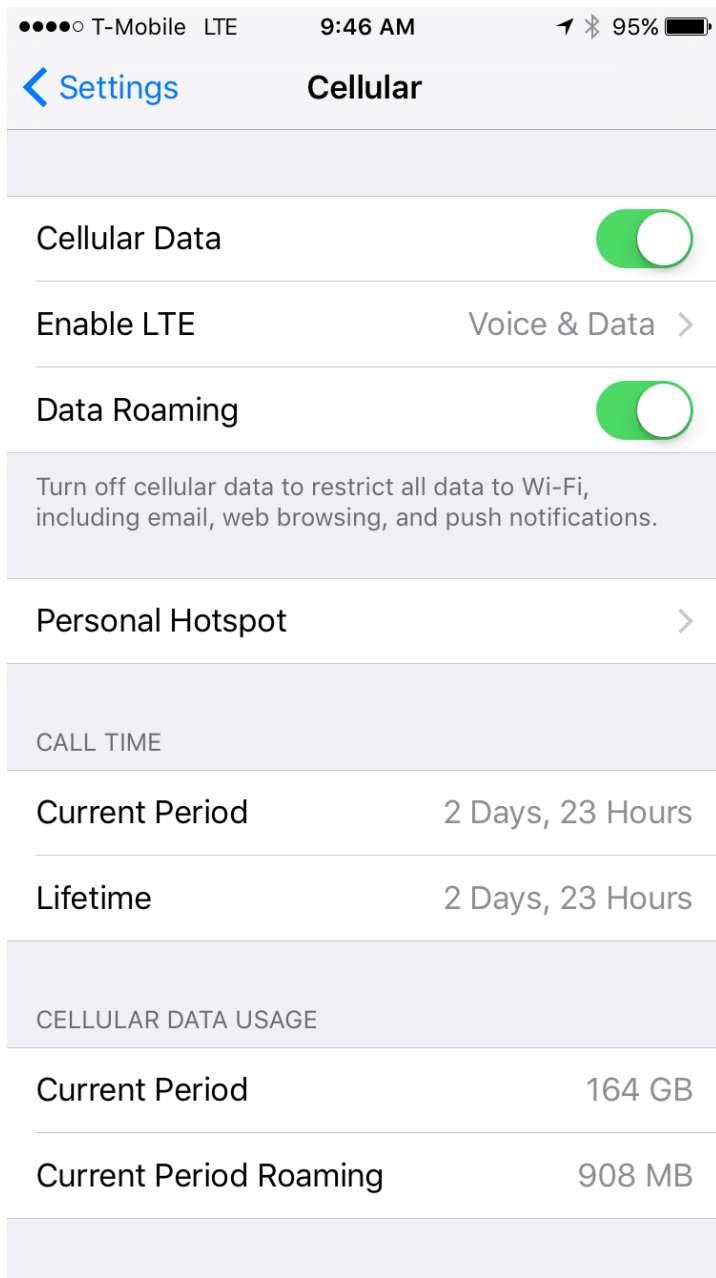 T-Mobile LTE 9:46 AM 95%
Settings Cellular
Cellular Data
Enable LTE Voice & Data
Data Roaming
Turn off cellular data to restrict all data to Wi-Fi,
including email, web browsing, and push notifications.
Personal Hotspot
CALL TIME
Current Period 2 Days, 23 Hours
Lifetime 2 Days, 23 Hours
CELLULAR DATA USAGE
Current Period 164 GB
Current Period Roaming 908 MB